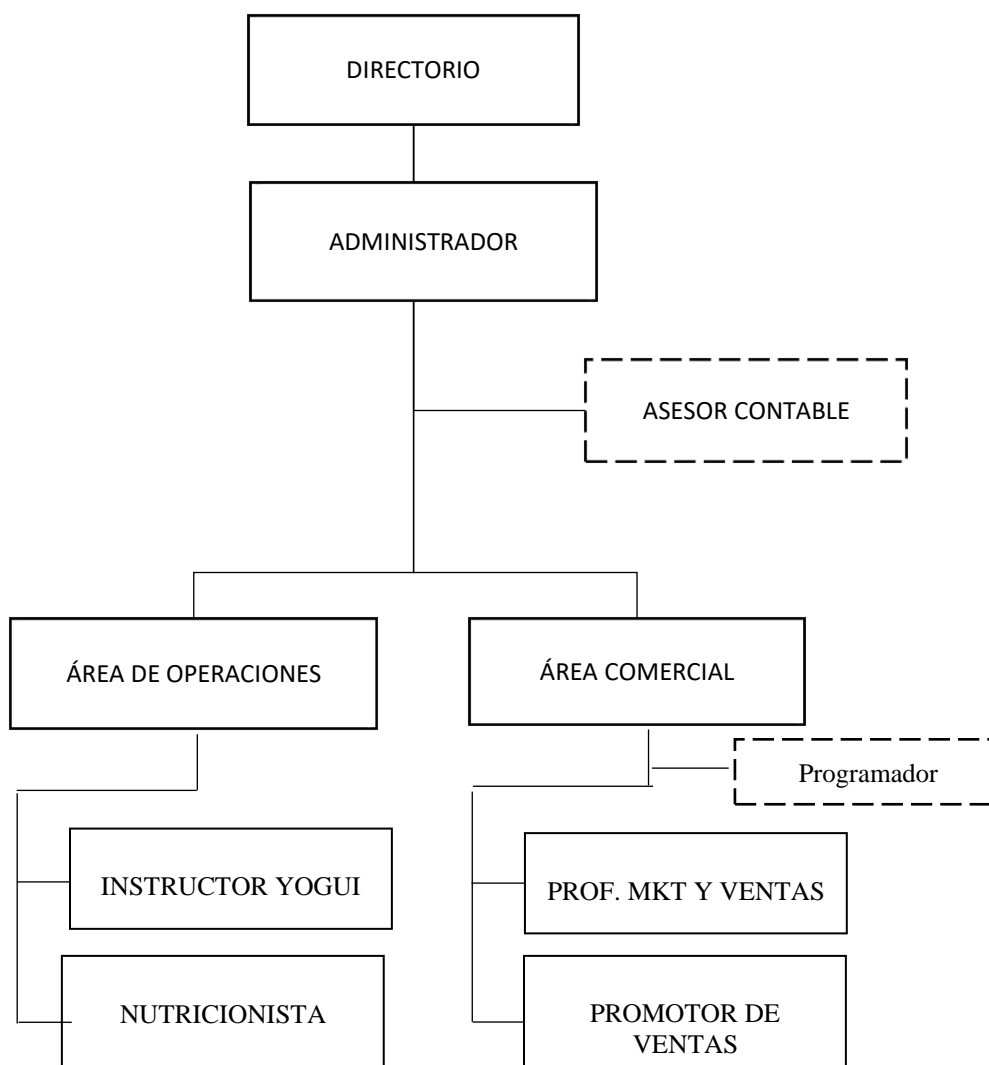 DIRECTORIO
ADMINISTRADOR
ASESOR CONTABLE
ÁREA DE OPERACIONES
ÁREA COMERCIAL
Programador
INSTRUCTOR YOGUI
PROF. MKT Y VENTAS
NUTRICIONISTA
PROMOTOR DE
VENTAS